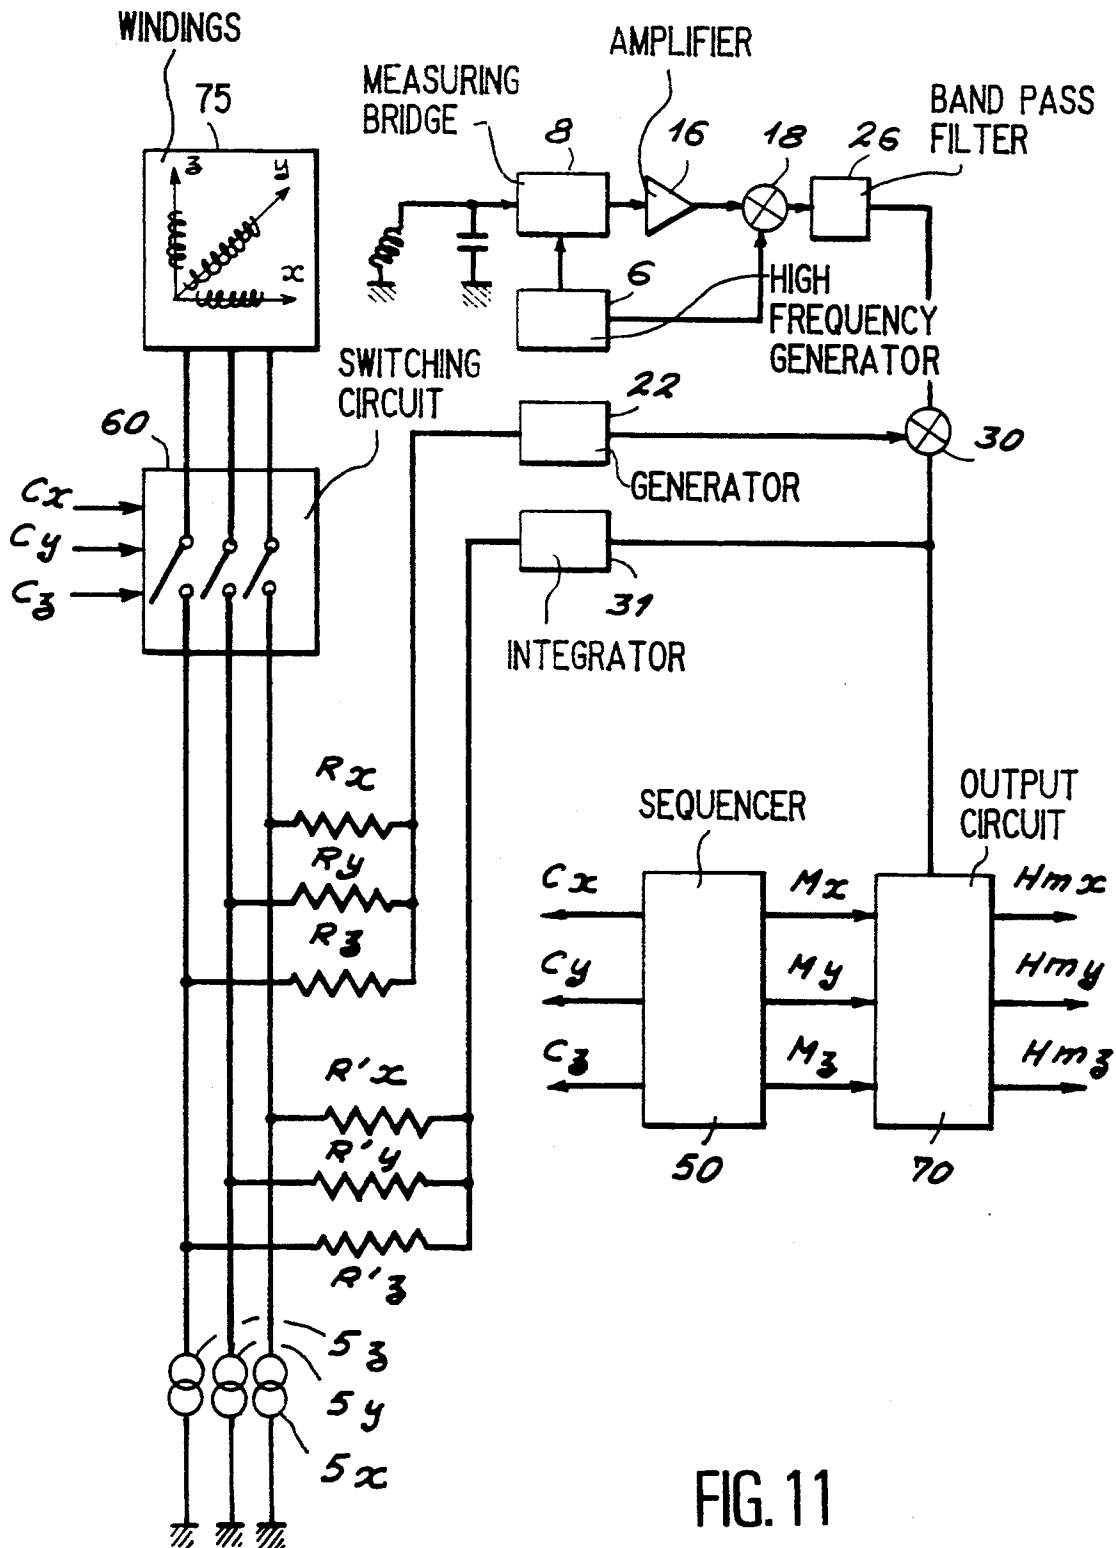 WINDINGS
75
z
y
x
MEASURING
BRIDGE
8
AMPLIFIER
16
18
26
BAND PASS
FILTER
6
HIGH
FREQUENCY
GENERATOR
SWITCHING
CIRCUIT
60
Cx
Cy
Cz
22
GENERATOR
30
31
INTEGRATOR
Rx
Ry
Rz
R'x
R'y
R'z
5z
5y
5x
SEQUENCER
OUTPUT
CIRCUIT
Cx
Mx
Hmx
Cy
My
Hmy
Cz
Mz
Hmz
50
70
FIG. 11